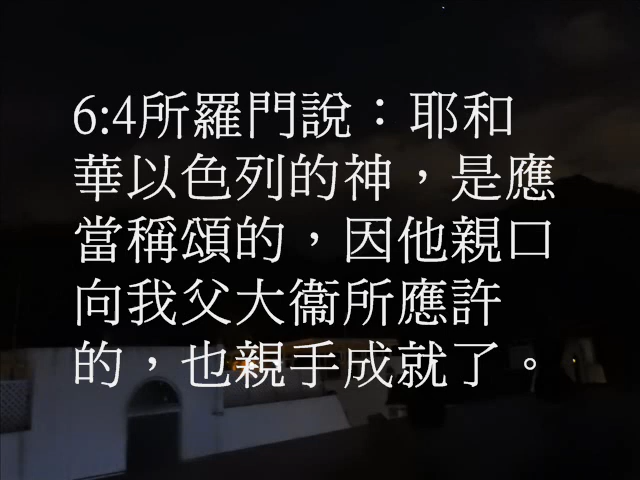 6:4所羅門說：耶和
華以色列的神，是應
當稱頌的，因他親口
向我父大衞所應許
的，也親手成就了。